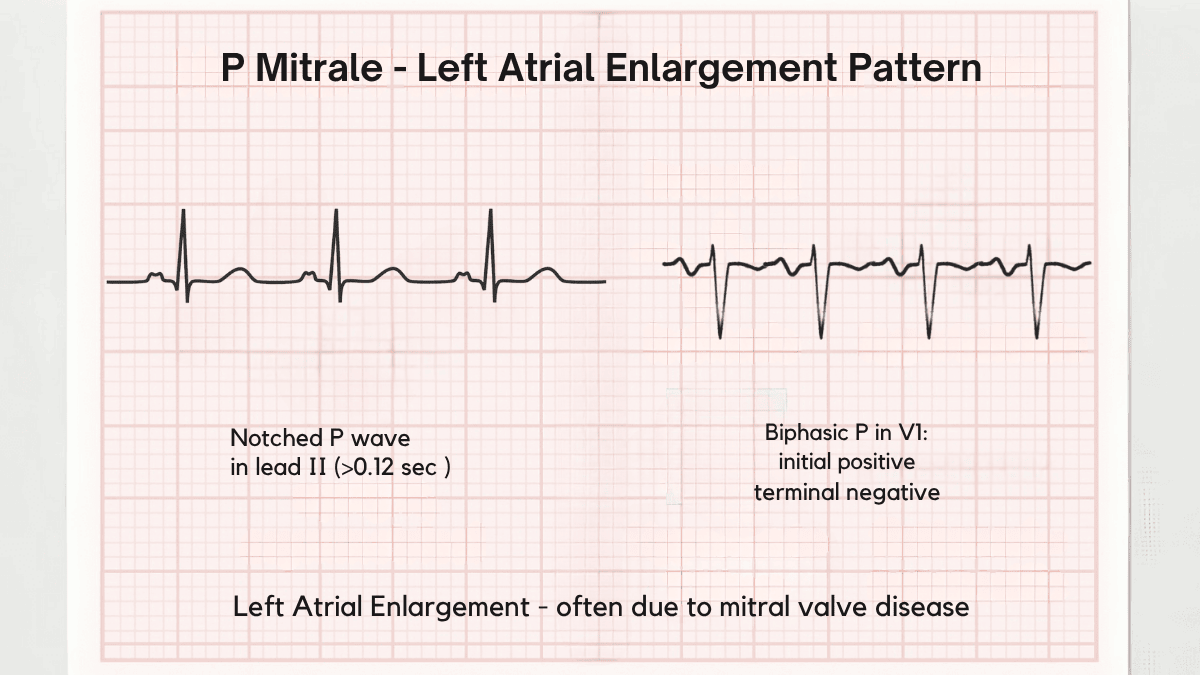 P Mitrale - Left Atrial Enlargement Pattern
Notched P wave
in lead II (>0.12 sec )
Biphasic P in V1:
initial positive
terminal negative
Left Atrial Enlargement - often due to mitral valve disease